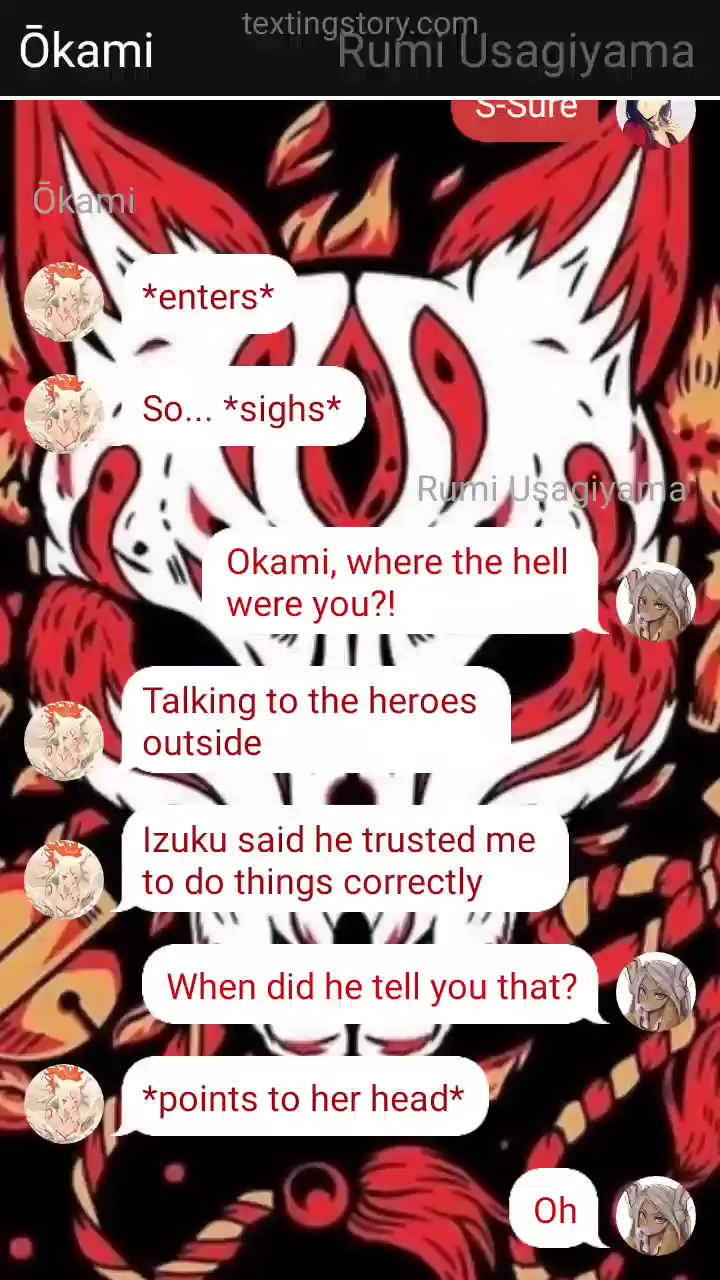 textingstory.com
Ōkami
Rumi Usagiyama
S-Sure
Ōkami
*enters*
So... *sighs*
Rumi Usagiyama
Okami, where the hell
were you?!
Talking to the heroes
outside
Izuku said he trusted me
to do things correctly
When did he tell you that?
*points to her head*
Oh